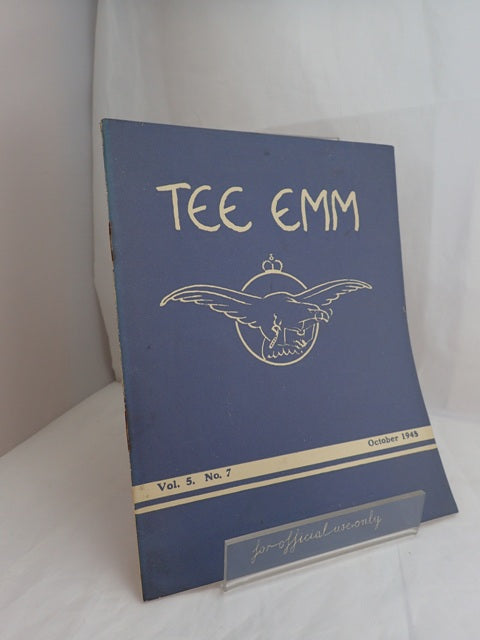 TEE EMM
Vol. 5. No. 7
October 1945
for official use only